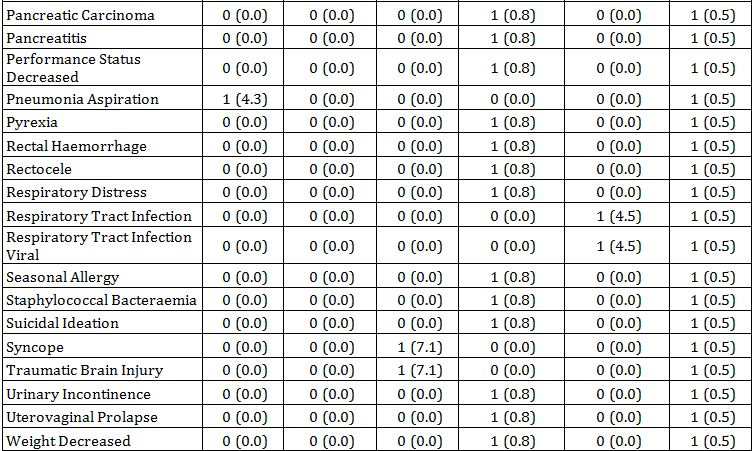 Pancreatic Carcinoma 0 (0.0) 0 (0.0) 0 (0.0) 1 (0.8) 0 (0.0) 1 (0.5)
Pancreatitis 0 (0.0) 0 (0.0) 0 (0.0) 1 (0.8) 0 (0.0) 1 (0.5)
Performance Status
Decreased 0 (0.0) 0 (0.0) 0 (0.0) 1 (0.8) 0 (0.0) 1 (0.5)
Pneumonia Aspiration 1 (4.3) 0 (0.0) 0 (0.0) 0 (0.0) 0 (0.0) 1 (0.5)
Pyrexia 0 (0.0) 0 (0.0) 0 (0.0) 1 (0.8) 0 (0.0) 1 (0.5)
Rectal Haemorrhage 0 (0.0) 0 (0.0) 0 (0.0) 1 (0.8) 0 (0.0) 1 (0.5)
Rectocele 0 (0.0) 0 (0.0) 0 (0.0) 1 (0.8) 0 (0.0) 1 (0.5)
Respiratory Distress 0 (0.0) 0 (0.0) 0 (0.0) 1 (0.8) 0 (0.0) 1 (0.5)
Respiratory Tract Infection 0 (0.0) 0 (0.0) 0 (0.0) 0 (0.0) 1 (4.5) 1 (0.5)
Respiratory Tract Infection
Viral 0 (0.0) 0 (0.0) 0 (0.0) 0 (0.0) 1 (4.5) 1 (0.5)
Seasonal Allergy 0 (0.0) 0 (0.0) 0 (0.0) 1 (0.8) 0 (0.0) 1 (0.5)
Staphylococcal Bacteraemia 0 (0.0) 0 (0.0) 0 (0.0) 1 (0.8) 0 (0.0) 1 (0.5)
Suicidal Ideation 0 (0.0) 0 (0.0) 0 (0.0) 1 (0.8) 0 (0.0) 1 (0.5)
Syncope 0 (0.0) 0 (0.0) 1 (7.1) 0 (0.0) 0 (0.0) 1 (0.5)
Traumatic Brain Injury 0 (0.0) 0 (0.0) 1 (7.1) 0 (0.0) 0 (0.0) 1 (0.5)
Urinary Incontinence 0 (0.0) 0 (0.0) 0 (0.0) 1 (0.8) 0 (0.0) 1 (0.5)
Uterovaginal Prolapse 0 (0.0) 0 (0.0) 0 (0.0) 1 (0.8) 0 (0.0) 1 (0.5)
Weight Decreased 0 (0.0) 0 (0.0) 0 (0.0) 1 (0.8) 0 (0.0) 1 (0.5)